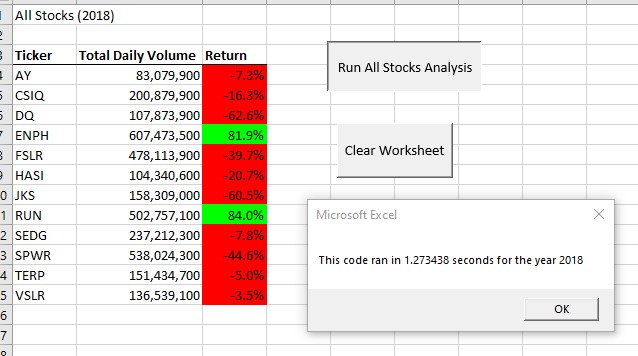 All Stocks (2018)
Ticker Total Daily Volume Return
AY 83,079,900 -7.3%
CSIQ 200,879,900 -16.3%
DQ 107,873,900 -62.6%
ENPH 607,473,500 81.9%
FSLR 478,113,900 -39.7%
HASI 104,340,600 -20.7%
JKS 158,309,000 -60.5%
RUN 502,757,100 84.0%
SEDG 237,212,300 -7.8%
SPWR 538,024,300 -44.6%
TERP 151,434,700 -5.0%
VSLR 136,539,100 -3.5%
Run All Stocks Analysis
Clear Worksheet
Microsoft Excel
This code ran in 1.273438 seconds for the year 2018
OK